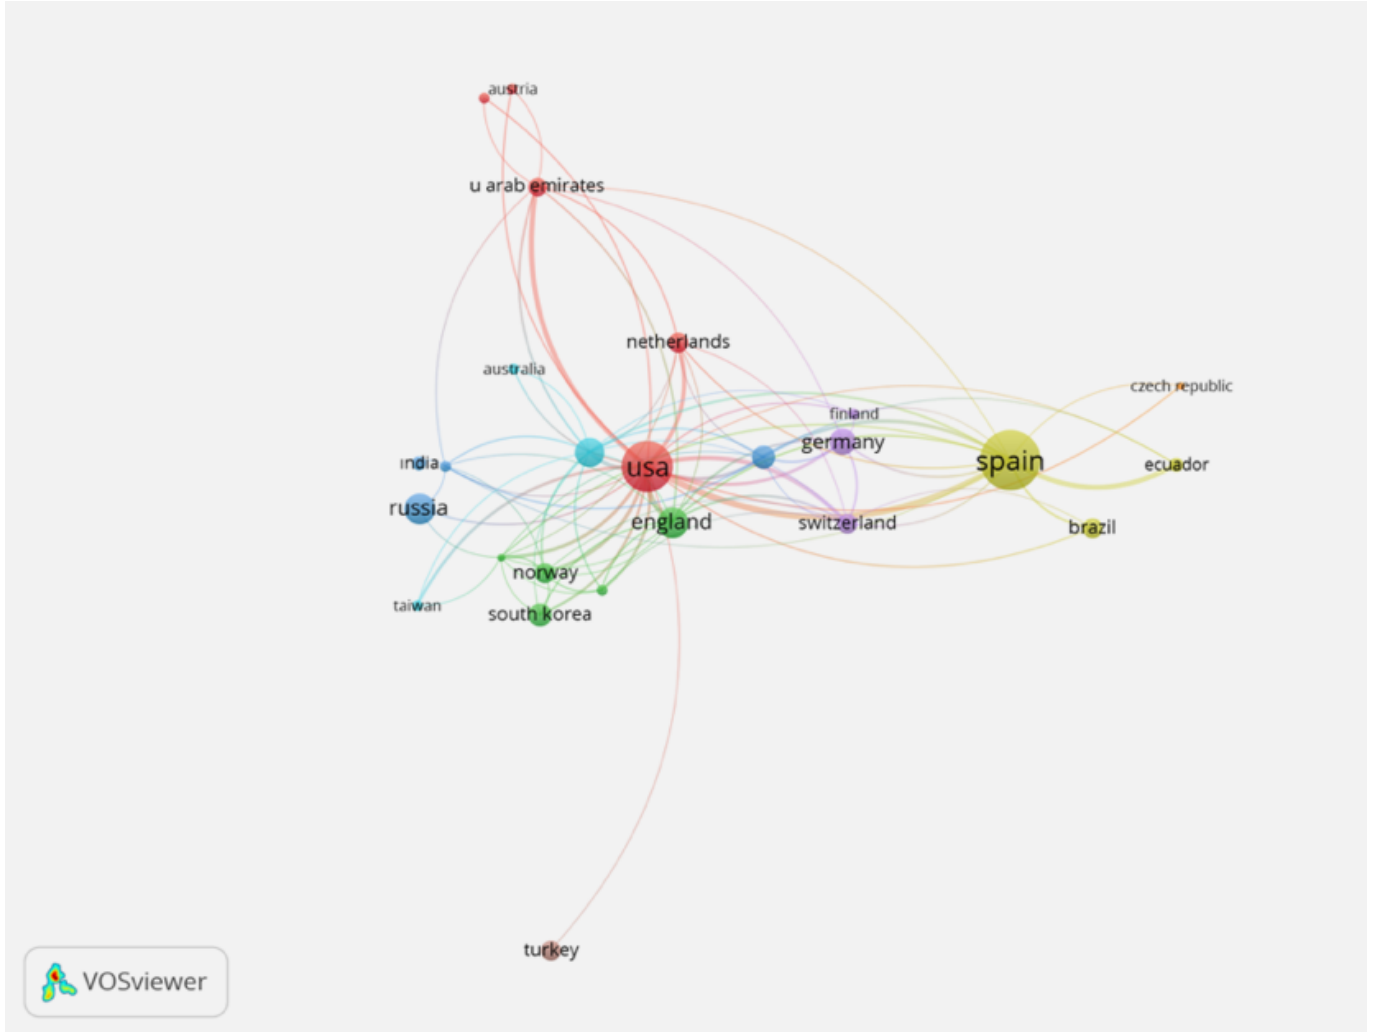 austria
u arab emirates
netherlands
australia
czech republic
finland
germany
usa
spain
india
ecuador
russia
england
switzerland
brazil
norway
taiwan
south korea
turkey
VOSviewer